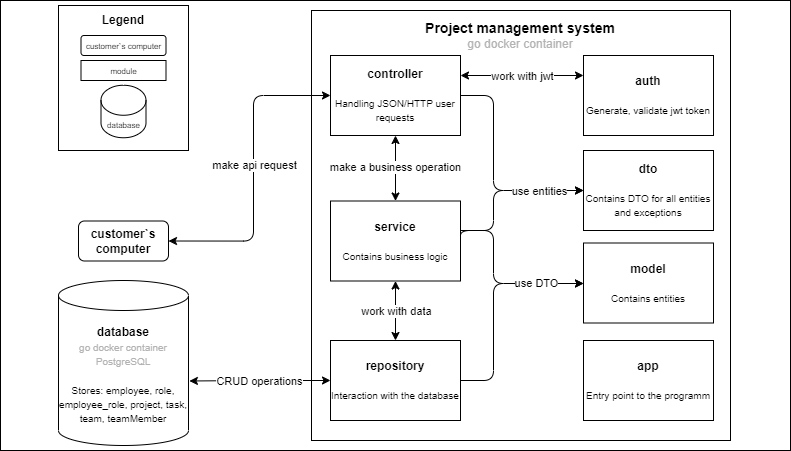 Legend
customer`s computer
module
database
Project management system
go docker container
controller
Handling JSON/HTTP user
requests
work with jwt
auth
Generate, validate jwt token
make api request
make a business operation
dto
Contains DTO for all entities
and exceptions
use entities
customer`s
computer
service
Contains business logic
model
Contains entities
use DTO
work with data
database
go docker container
PostgreSQL
Stores: employee, role,
employee_role, project, task,
team, teamMember
CRUD operations
repository
Interaction with the database
app
Entry point to the programm